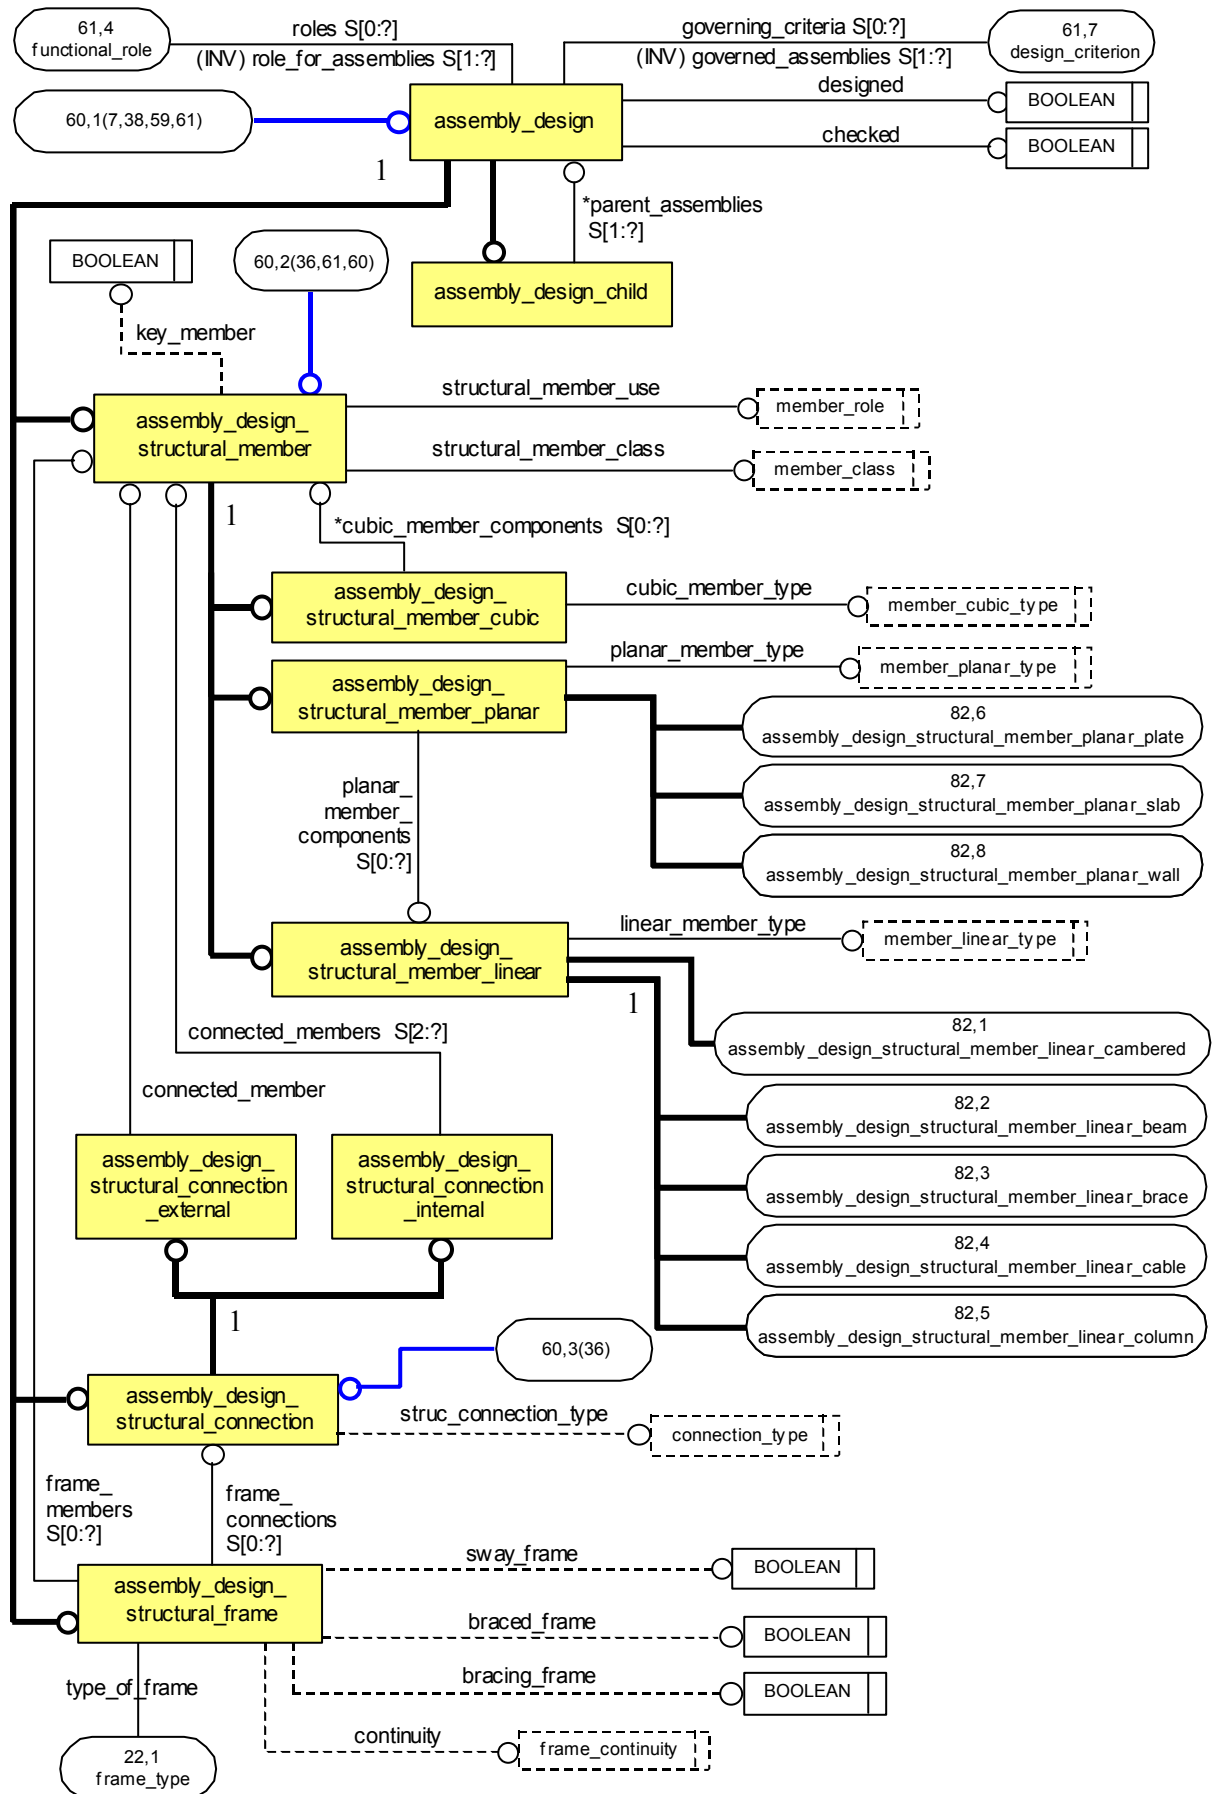 61,4
functional_role
roles S[0:?]
(INV) role_for_assemblies S[1:?]
governing_criteria S[0:?]
(INV) governed_assemblies S[1:?]
61,7
design_criterion
designed
BOOLEAN
60,1(7,38,59,61)
assembly_design
checked
BOOLEAN
1
*parent_assemblies
S[1:?]
BOOLEAN
60,2(36,61,60)
assembly_design_child
key_member
structural_member_use
member_role
assembly_design_
structural_member
structural_member_class
member_class
1
*cubic_member_components S[0:?]
assembly_design_
structural_member_cubic
cubic_member_type
member_cubic_type
planar_member_type
member_planar_type
assembly_design_
structural_member_planar
82,6
assembly_design_structural_member_planar_plate
planar_
member_
components
S[0:?]
82,7
assembly_design_structural_member_planar_slab
82,8
assembly_design_structural_member_planar_wall
linear_member_type
member_linear_type
assembly_design_
structural_member_linear
1
connected_members S[2:?]
82,1
assembly_design_structural_member_linear_cambered
connected_member
82,2
assembly_design_structural_member_linear_beam
assembly_design_
structural_connection
_external
assembly_design_
structural_connection
_internal
82,3
assembly_design_structural_member_linear_brace
82,4
assembly_design_structural_member_linear_cable
1
82,5
assembly_design_structural_member_linear_column
60,3(36)
assembly_design_
structural_connection
struc_connection_type
connection_type
frame_
members
S[0:?]
frame_
connections
S[0:?]
sway_frame
BOOLEAN
assembly_design_
structural_frame
braced_frame
BOOLEAN
bracing_frame
BOOLEAN
type_of_frame
continuity
frame_continuity
22,1
frame_type